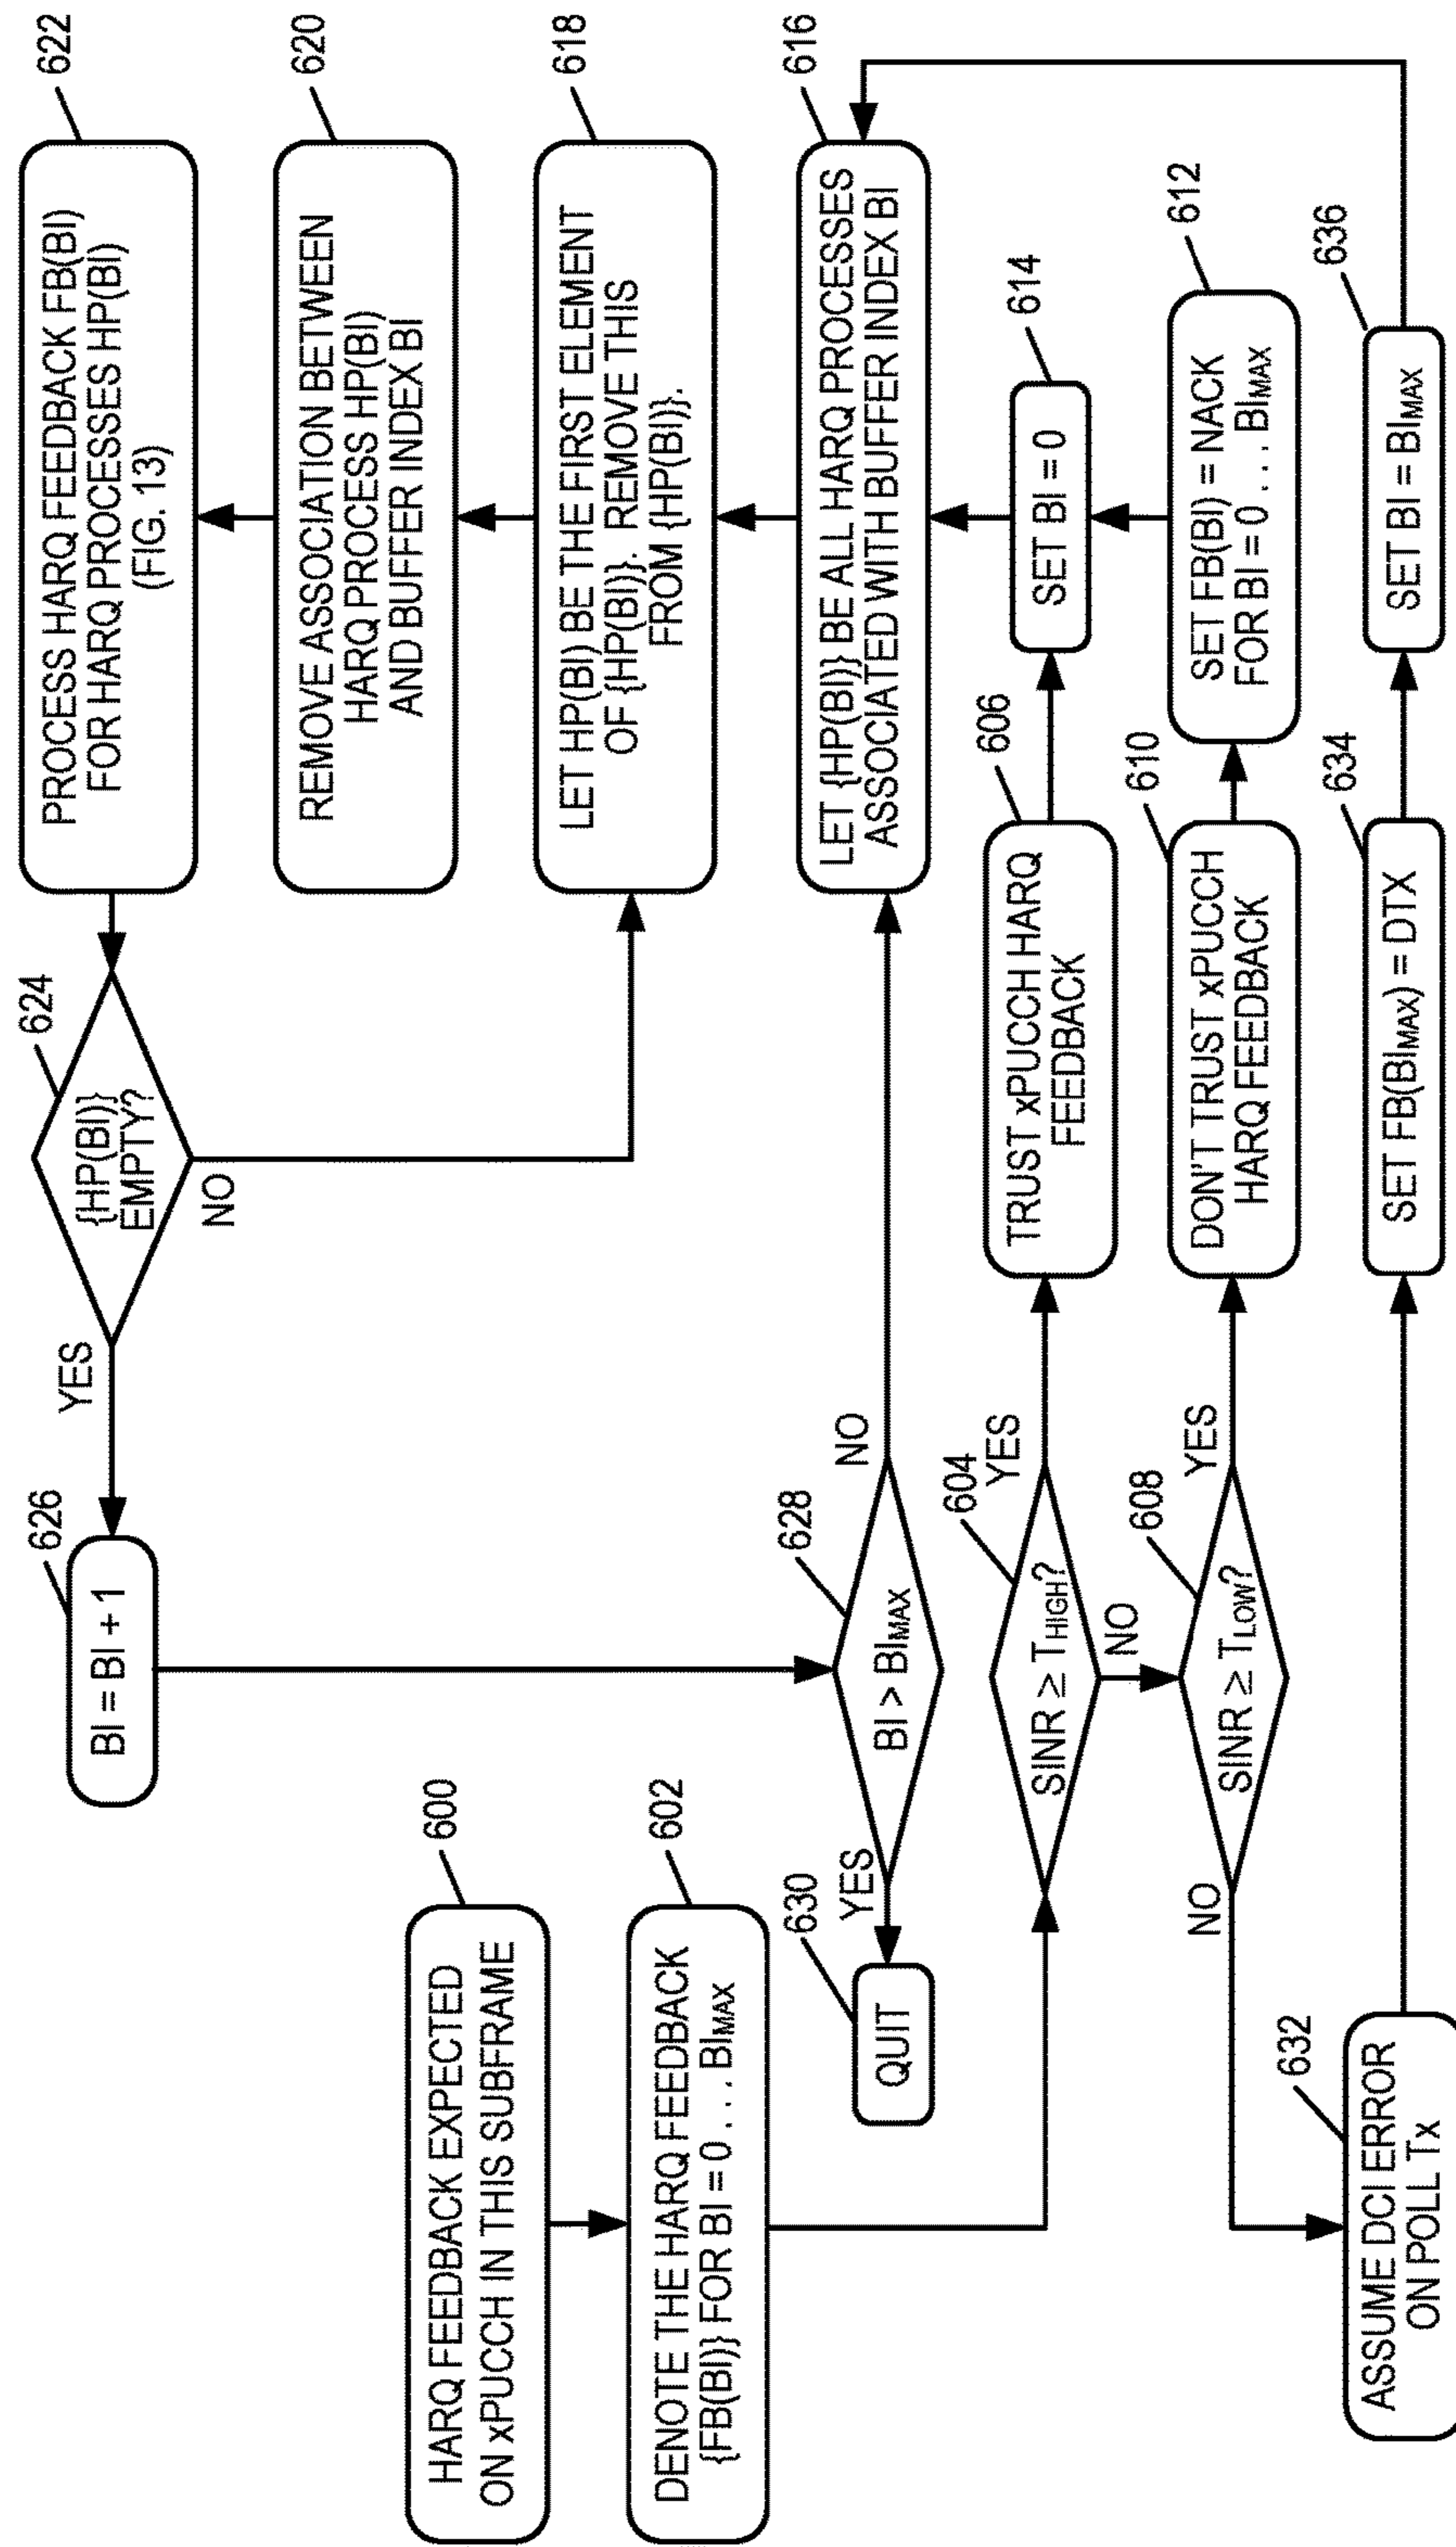 600
HARQ FEEDBACK EXPECTED
ON xPUCCH IN THIS SUBFRAME
602
DENOTE THE HARQ FEEDBACK
{FB(BI)} FOR BI = 0 . . . BIMAX
604
SINR ≥ THIGH?
YES
NO
606
TRUST xPUCCH HARQ
FEEDBACK
608
SINR ≥ TLOW?
YES
NO
610
DON'T TRUST xPUCCH
HARQ FEEDBACK
612
SET FB(BI) = NACK
FOR BI = 0 . . . BIMAX
614
SET BI = 0
616
LET {HP(BI)} BE ALL HARQ PROCESSES
ASSOCIATED WITH BUFFER INDEX BI
618
LET HP(BI) BE THE FIRST ELEMENT
OF {HP(BI)}. REMOVE THIS
FROM {HP(BI)}.
620
REMOVE ASSOCIATION BETWEEN
HARQ PROCESS HP(BI)
AND BUFFER INDEX BI
622
PROCESS HARQ FEEDBACK FB(BI)
FOR HARQ PROCESSES HP(BI)
(FIG. 13)
624
{HP(BI)}
EMPTY?
YES
NO
626
BI = BI + 1
628
BI > BIMAX
NO
YES
630
QUIT
632
ASSUME DCI ERROR
ON POLL Tx
634
SET FB(BIMAX) = DTX
636
SET BI = BIMAX